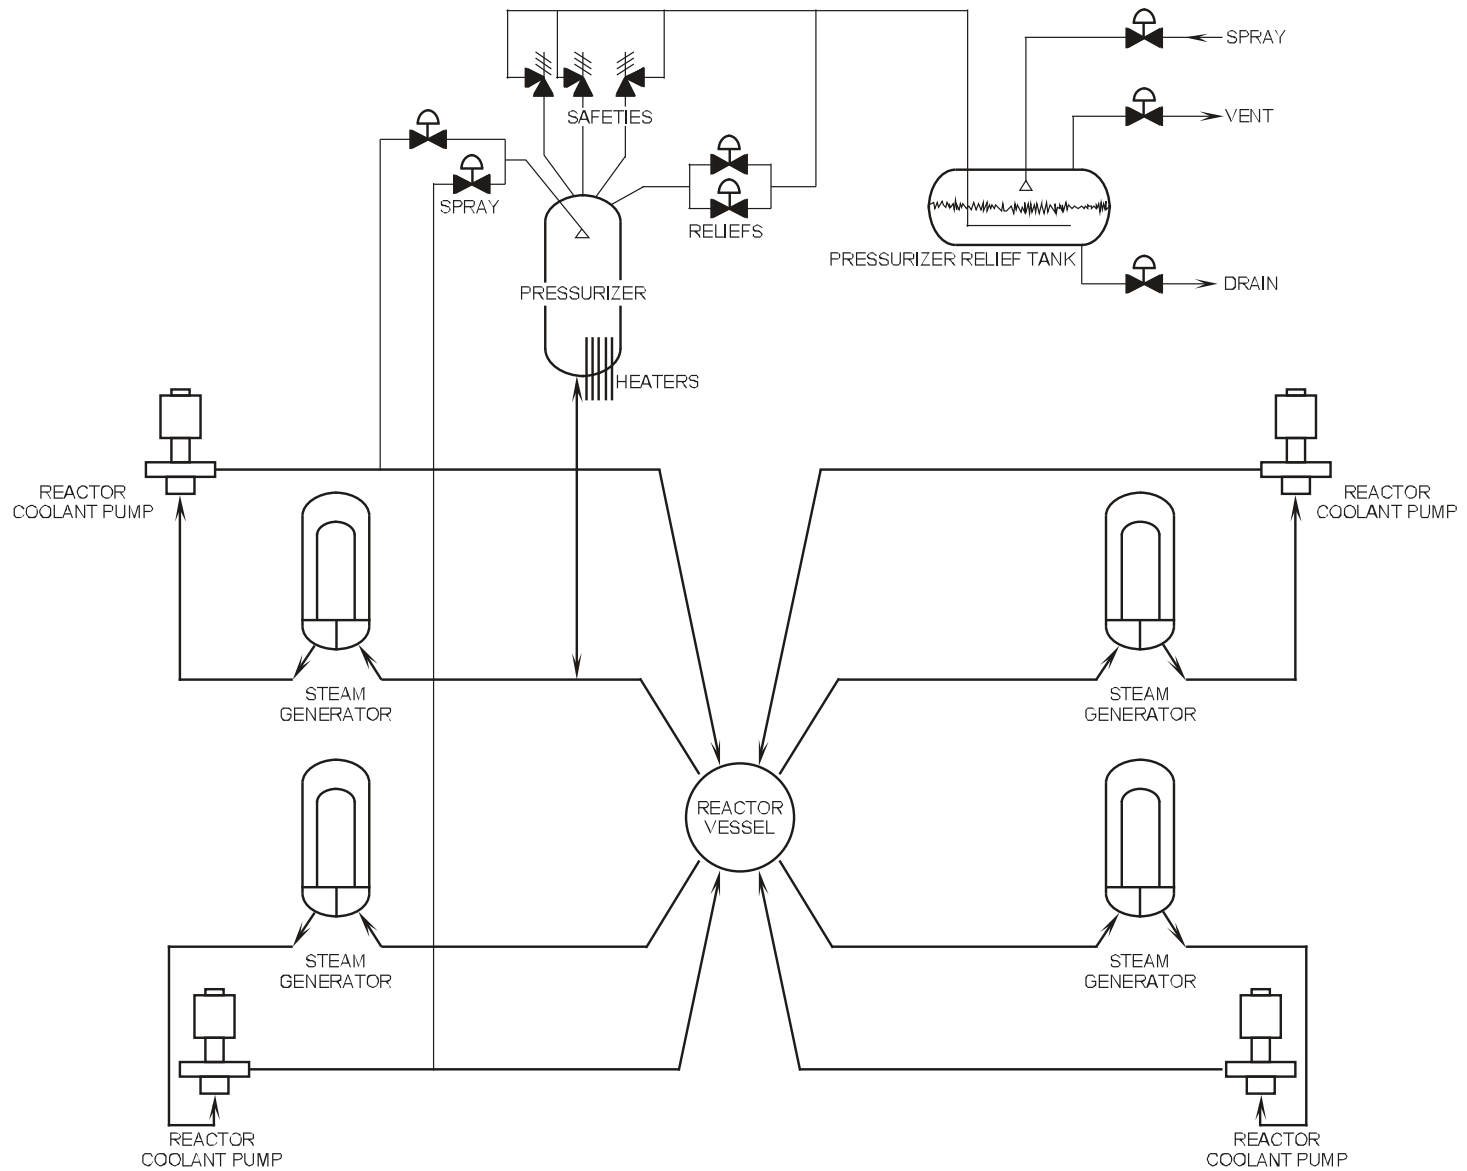 SPRAY
VENT
SAFETIES
SPRAY
RELIEFS
PRESSURIZER RELIEF TANK
DRAIN
PRESSURIZER
HEATERS
REACTOR
COOLANT PUMP
REACTOR
COOLANT PUMP
STEAM
GENERATOR
STEAM
GENERATOR
REACTOR
VESSEL
STEAM
GENERATOR
STEAM
GENERATOR
REACTOR
COOLANT PUMP
REACTOR
COOLANT PUMP